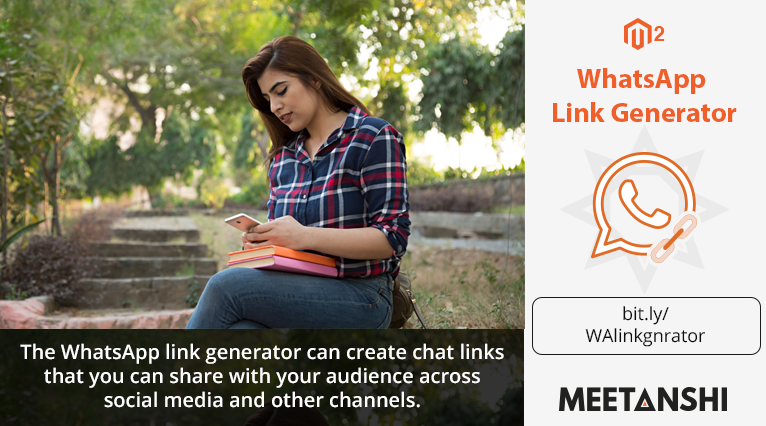 The WhatsApp link generator can create chat links
that you can share with your audience across
social media and other channels.
2
WhatsApp
Link Generator
bit.ly/
WAlinkgnrator
MEETANSHI